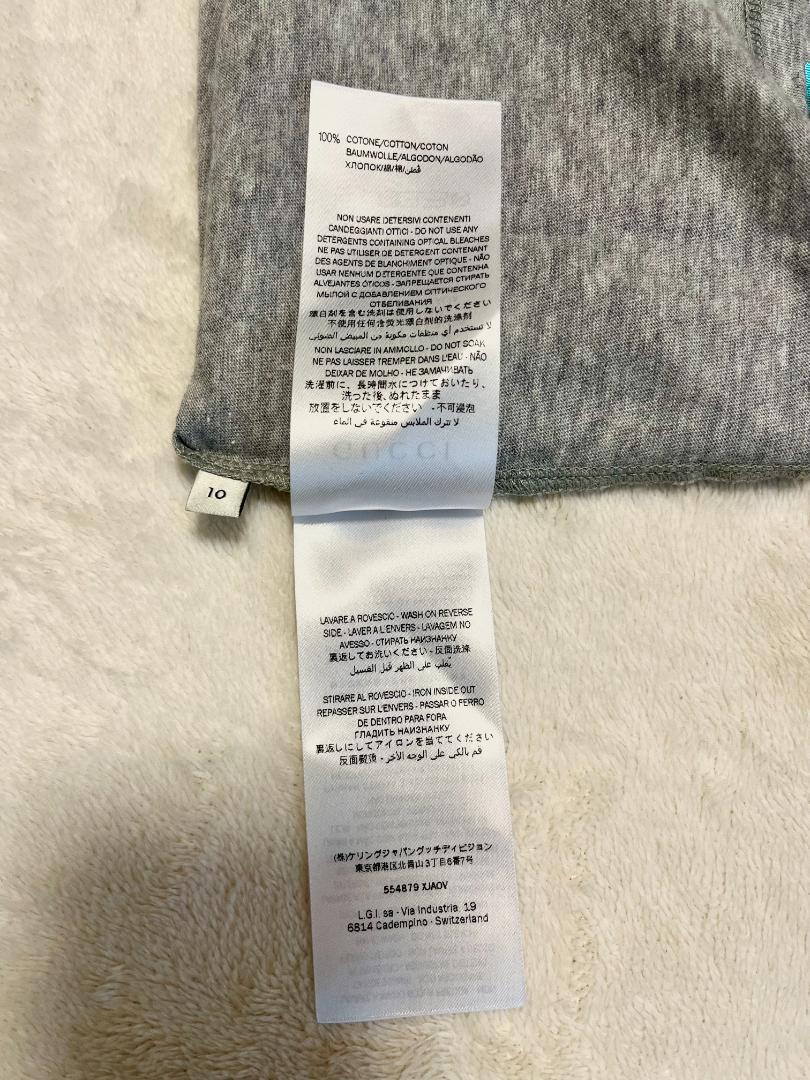 100% COTONE/COTTON/COTON
BAUMWOLLE/ALGODON/ALGODÃO
ХЛОПОК/綿/棉/قطن
NON USARE DETERSIVI CONTENENTI
CANDEGGIANTI OTTICI - DO NOT USE ANY
DETERGENTS CONTAINING OPTICAL BLEACHES
NE PAS UTILISER DE DETERGENT CONTENANT
DES AGENTS DE BLANCHIMENT OPTIQUE - NÃO
USAR NENHUM DETERGENTE QUE CONTENHA
ALVEJANTES ÓTICOS - ЗАПРЕЩАЕТСЯ СТИРАТЬ
МЫЛОЙ С ДОБАВЛЕНИЕМ ОПТИЧЕСКОГО
ОТБЕЛИВАНИЯ
漂白剤を含む洗剤は使用しないでください
不使用任何含荧光漂白剂的洗涤剂
لا تستخدم أي منظفات مكونة من المبيض الضوئي
NON LASCIARE IN AMMOLLO - DO NOT SOAK
NE PAS LAISSER TREMPER DANS L'EAU - NÃO
DEIXAR DE MOLHO - НЕ ЗАМАЧИВАТЬ
洗濯前に、長時間水につけておいたり、
洗った後、ぬれたまま
放置をしないでください - 不可浸泡
لا تترك الملابس منقوعة في الماء
GUCCI
10
LAVARE A ROVESCIO - WASH ON REVERSE
SIDE - LAVER A L'ENVERS - LAVAGEM NO
AVESSO - СТИРАТЬ НАИЗНАНКУ
裏返してお洗いください - 反面洗涤
يُقلب على الظهر قبل الغسيل
STIRARE AL ROVESCIO - IRON INSIDE OUT
REPASSER SUR L'ENVERS - PASSAR O FERRO
DE DENTRO PARA FORA
ГЛАДИТЬ НАИЗНАНКУ
裏返しにしてアイロンを当ててください
反面熨烫 - قم بالكي على الوجه الآخر
(株)ケリングジャパングッチディビジョン
東京都港区北青山3丁目6番7号
554879 XJAOV
L.G.I. sa - Via Industria, 19
6814 Cadempino - Switzerland